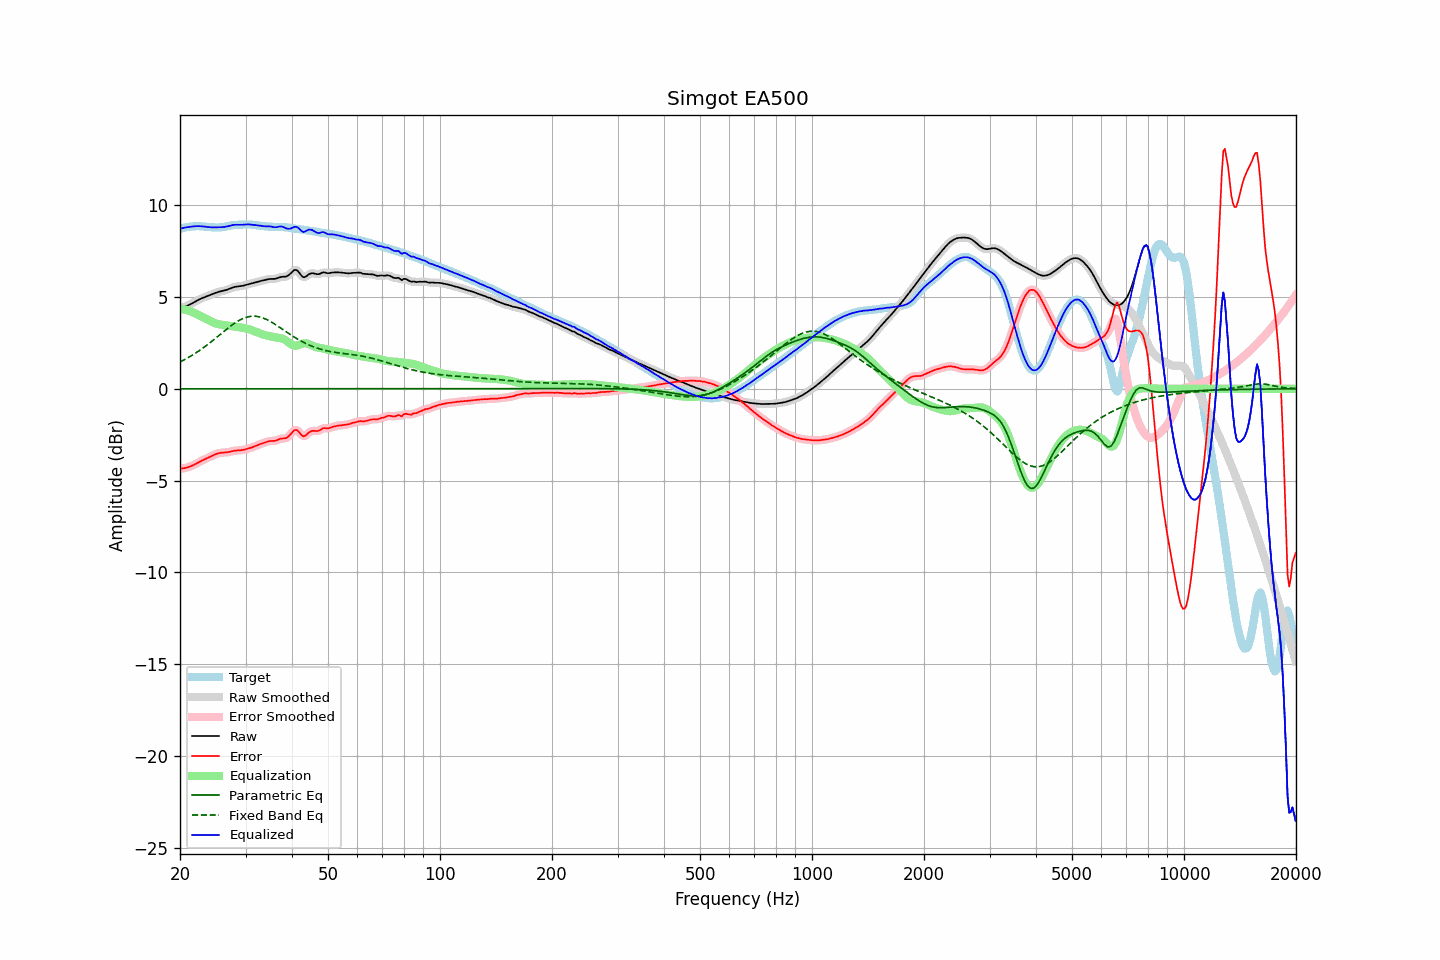 Simgot EA500
Amplitude (dBr)
10
5
0
−5
−10
−15
−20
−25
Target
Raw Smoothed
Error Smoothed
Raw
Error
Equalization
Parametric Eq
Fixed Band Eq
Equalized
20 50 100 200 500 1000 2000 5000 10000 20000
Frequency (Hz)